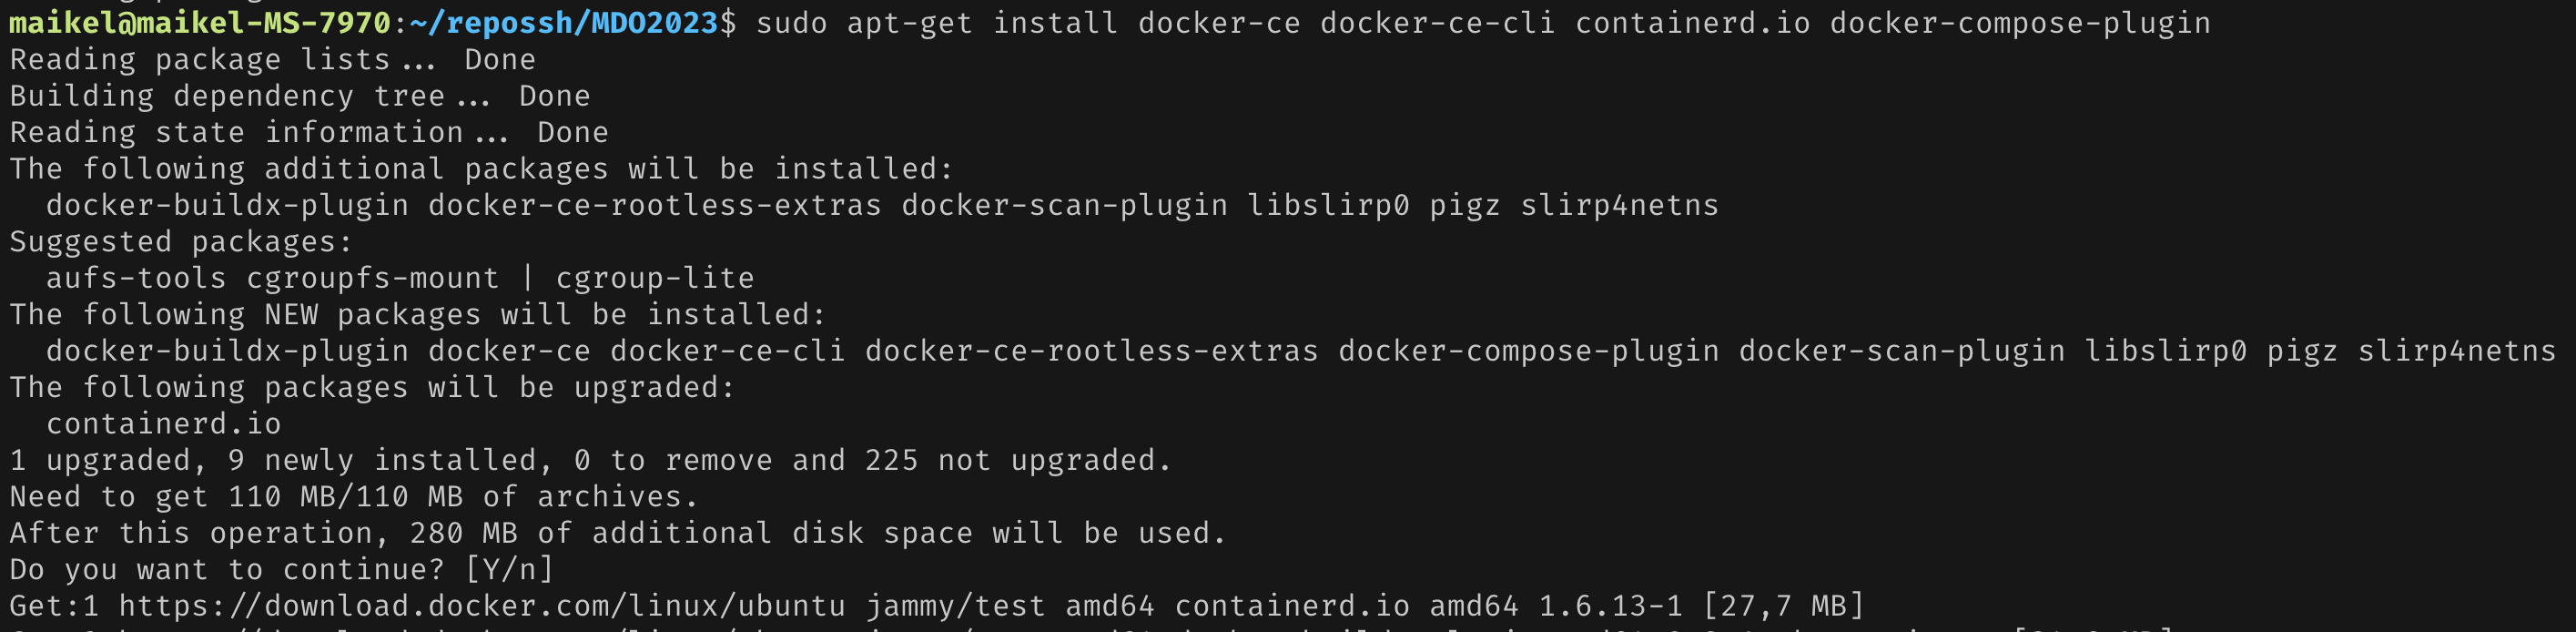 maikel@maikel-MS-7970:~/repossh/MDO2023$ sudo apt-get install docker-ce docker-ce-cli containerd.io docker-compose-plugin
Reading package lists... Done
Building dependency tree... Done
Reading state information... Done
The following additional packages will be installed:
  docker-buildx-plugin docker-ce-rootless-extras docker-scan-plugin libslirp0 pigz slirp4netns
Suggested packages:
  aufs-tools cgroupfs-mount | cgroup-lite
The following NEW packages will be installed:
  docker-buildx-plugin docker-ce docker-ce-cli docker-ce-rootless-extras docker-compose-plugin docker-scan-plugin libslirp0 pigz slirp4netns
The following packages will be upgraded:
  containerd.io
1 upgraded, 9 newly installed, 0 to remove and 225 not upgraded.
Need to get 110 MB/110 MB of archives.
After this operation, 280 MB of additional disk space will be used.
Do you want to continue? [Y/n]
Get:1 https://download.docker.com/linux/ubuntu jammy/test amd64 containerd.io amd64 1.6.13-1 [27,7 MB]